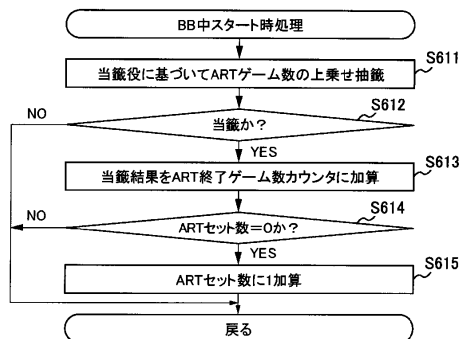 BB中スタート時処理
S611
当籤役に基づいてARTゲーム数の上乗せ抽籤
S612
NO
当籤か?
YES
S613
当籤結果をART終了ゲーム数カウンタに加算
S614
NO
ARTセット数=0か?
YES
S615
ARTセット数に1加算
戻る